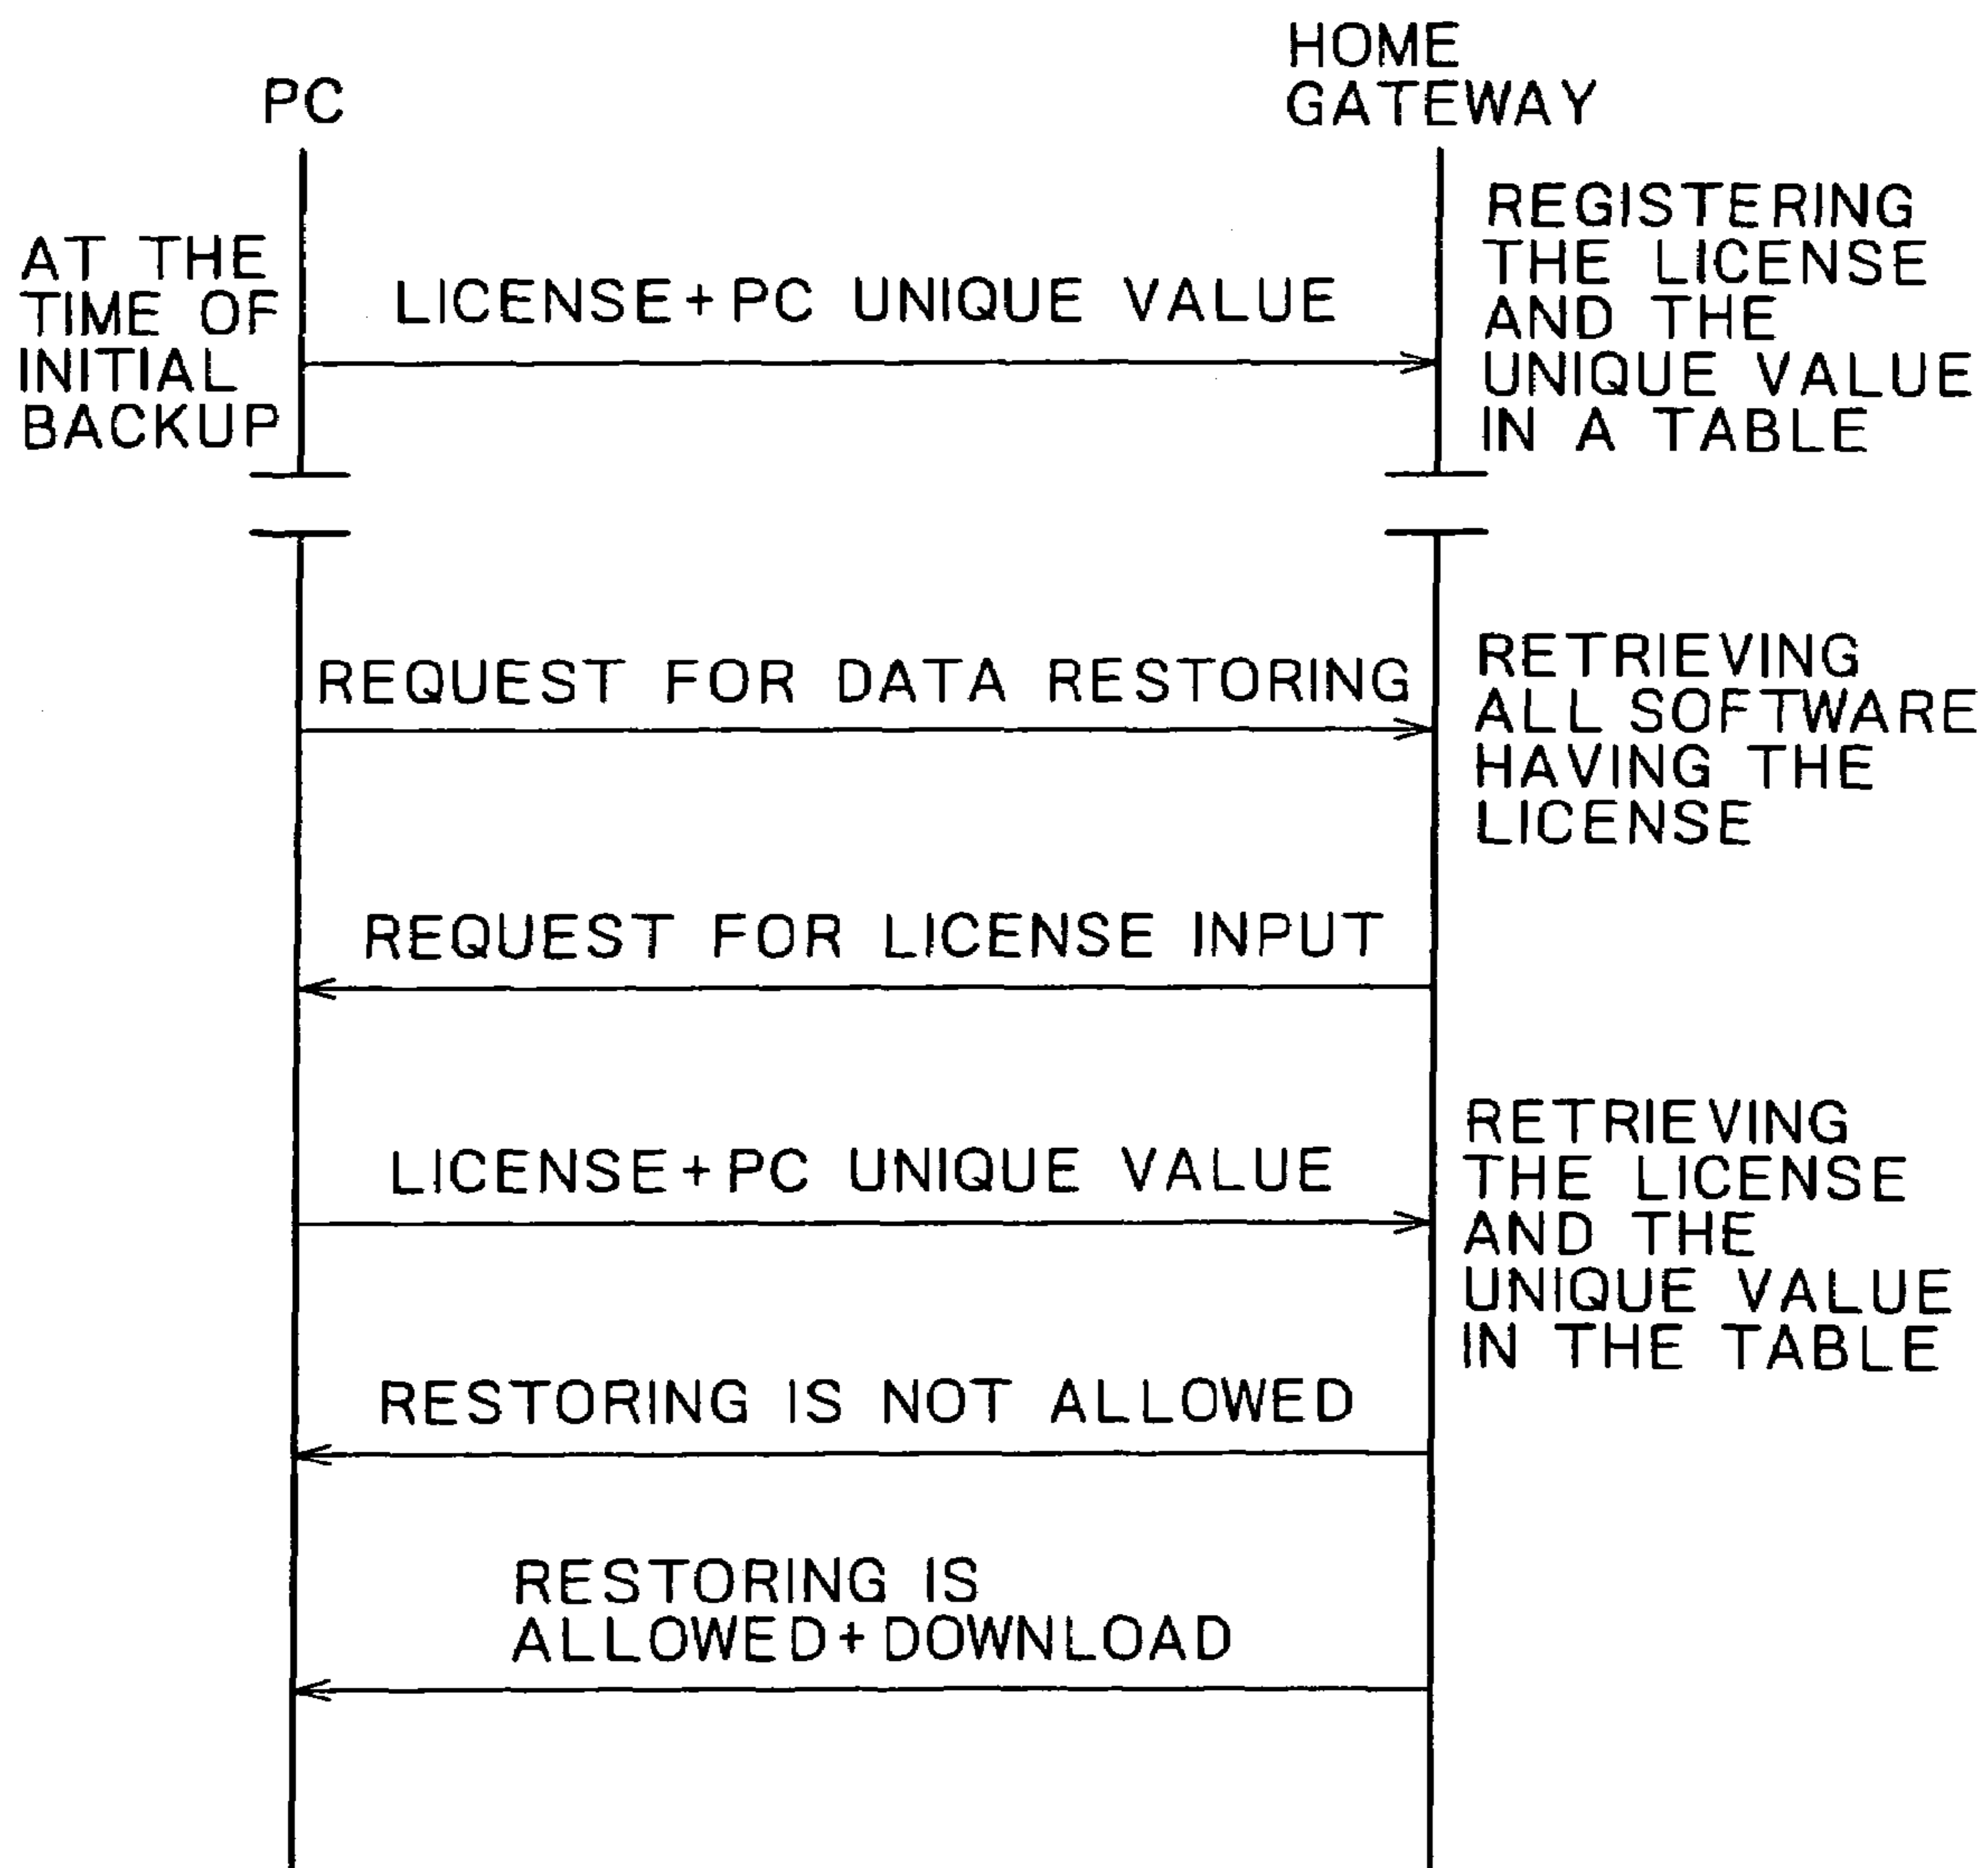 PC
HOME
GATEWAY
AT THE
TIME OF
INITIAL
BACKUP
LICENSE+PC UNIQUE VALUE
REGISTERING
THE LICENSE
AND THE
UNIQUE VALUE
IN A TABLE
REQUEST FOR DATA RESTORING
RETRIEVING
ALL SOFTWARE
HAVING THE
LICENSE
REQUEST FOR LICENSE INPUT
LICENSE+PC UNIQUE VALUE
RETRIEVING
THE LICENSE
AND THE
UNIQUE VALUE
IN THE TABLE
RESTORING IS NOT ALLOWED
RESTORING IS
ALLOWED+DOWNLOAD